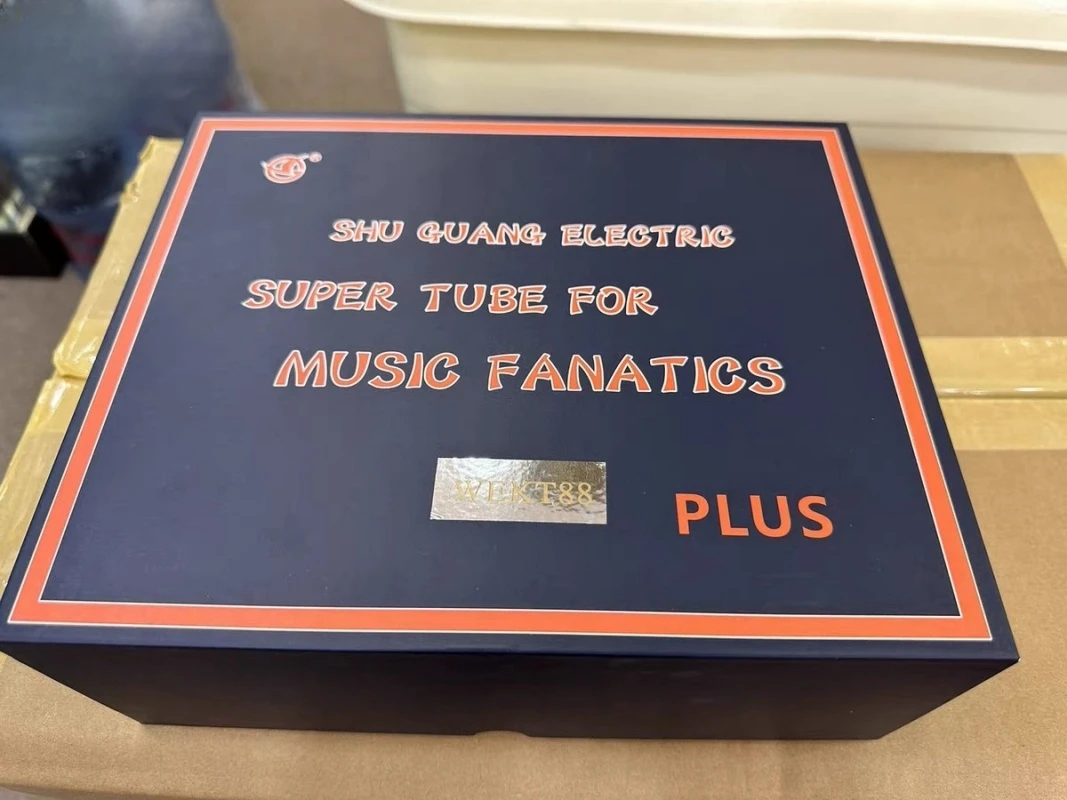 SHU GUANG ELECTRIC
SUPER TUBE FOR
MUSIC FANATICS
WEKT88
PLUS